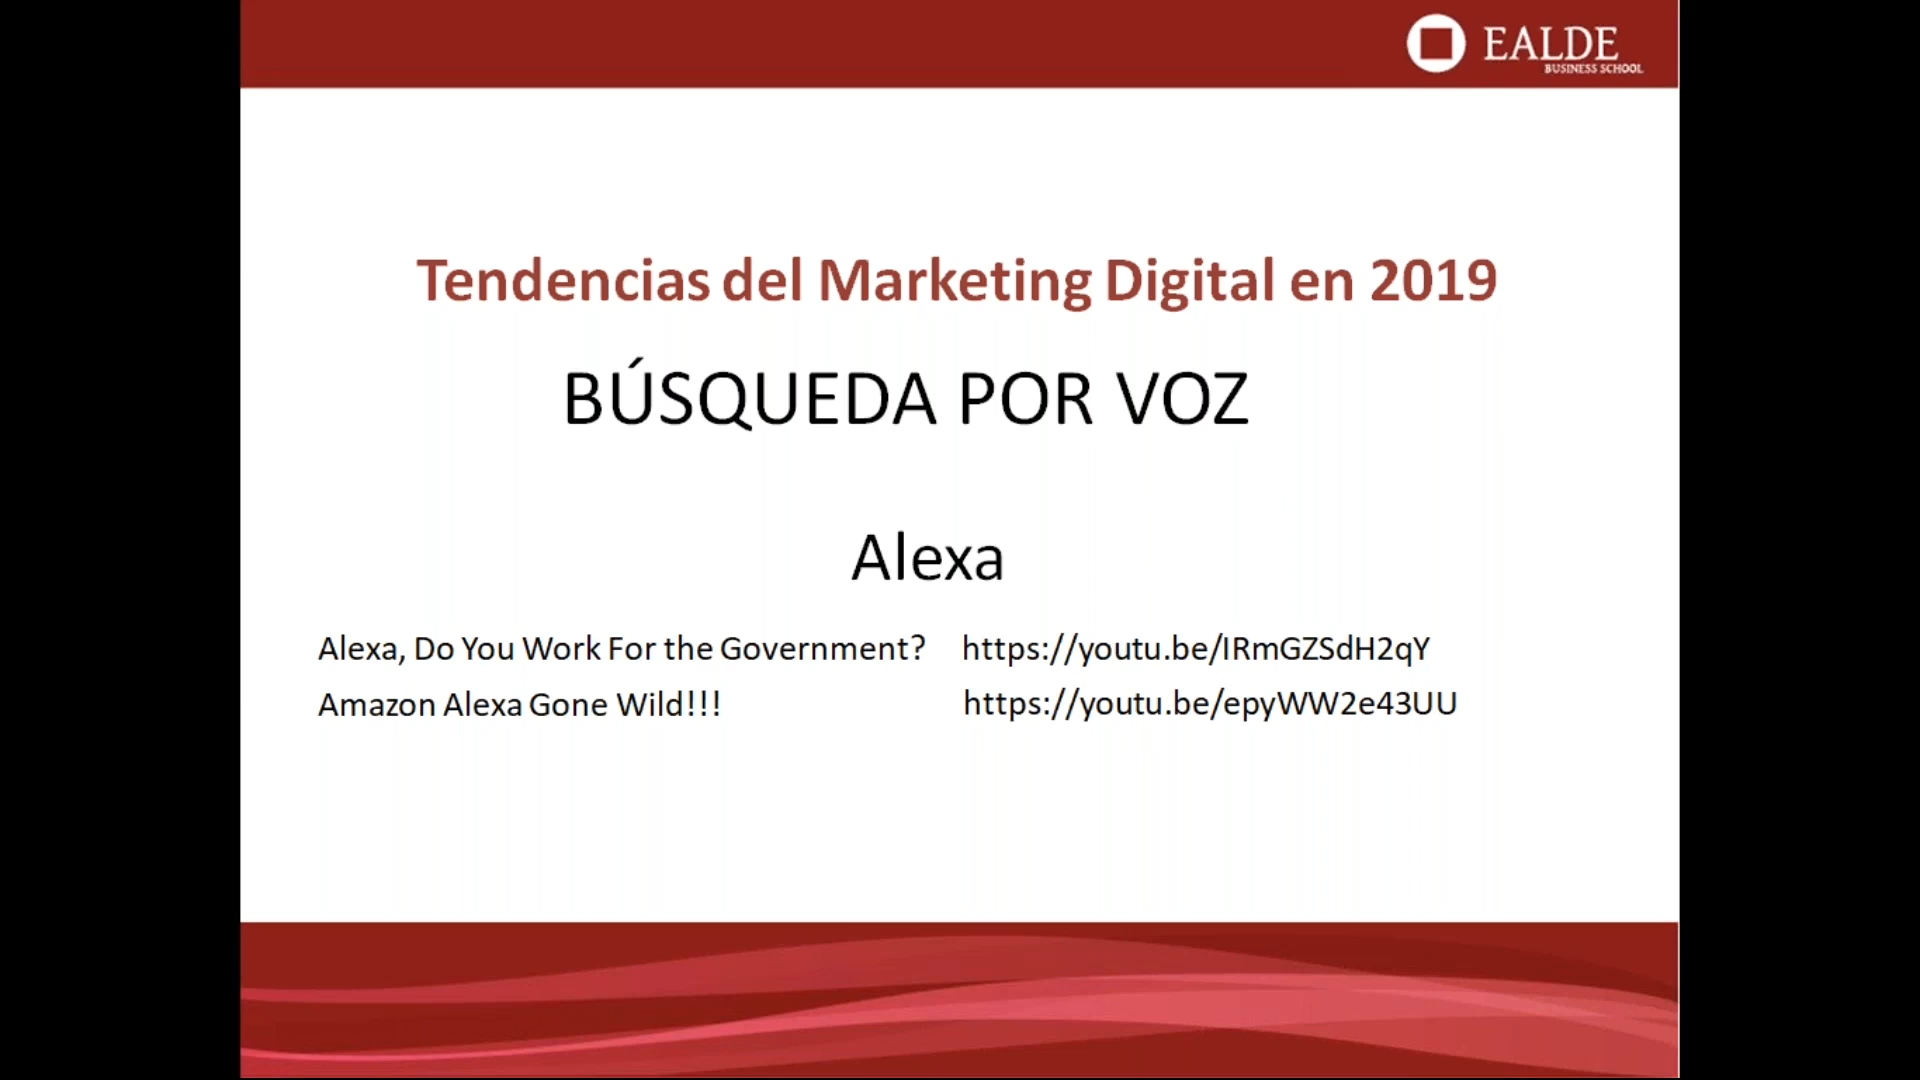 EALDE
BUSINESS SCHOOL
Tendencias del Marketing Digital en 2019
BÚSQUEDA POR VOZ
Alexa
Alexa, Do You Work For the Government? https://youtu.be/IRmGZSdH2qY
Amazon Alexa Gone Wild!!! https://youtu.be/epyWW2e43UU